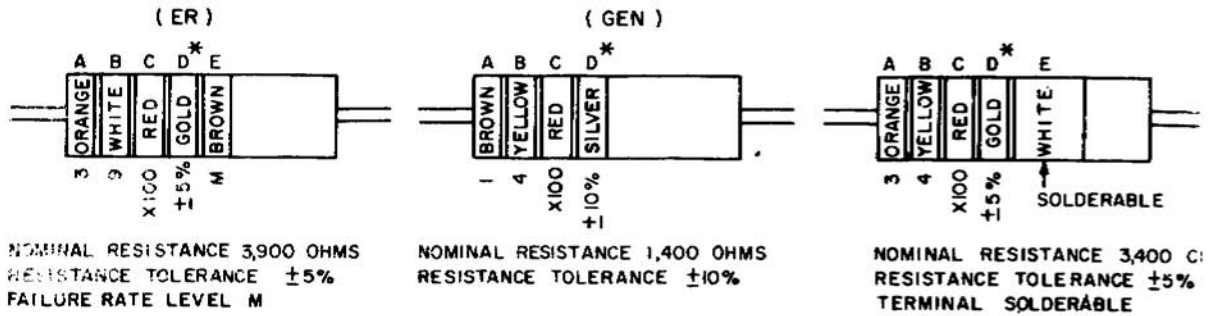 ( ER )
A B C D* E
ORANGE WHITE RED GOLD BROWN
3 9 X100 ±5% M
NOMINAL RESISTANCE 3,900 OHMS
RESISTANCE TOLERANCE ±5%
FAILURE RATE LEVEL M
( GEN )
A B C D*
BROWN YELLOW RED SILVER
1 4 X100 ±10%
NOMINAL RESISTANCE 1,400 OHMS
RESISTANCE TOLERANCE ±10%
A B C D* E
ORANGE YELLOW RED GOLD WHITE
3 4 X100 ±5% SOLDERABLE
NOMINAL RESISTANCE 3,400
RESISTANCE TOLERANCE ±5%
TERMINAL SOLDERABLE